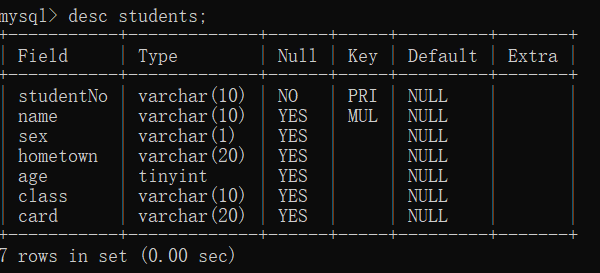 mysql> desc students;
+-----------+-------------+------+-----+---------+-------+
| Field     | Type        | Null | Key | Default | Extra |
+-----------+-------------+------+-----+---------+-------+
| studentNo | varchar(10) | NO   | PRI | NULL    |       |
| name      | varchar(10) | YES  | MUL | NULL    |       |
| sex       | varchar(1)  | YES  |     | NULL    |       |
| hometown  | varchar(20) | YES  |     | NULL    |       |
| age       | tinyint     | YES  |     | NULL    |       |
| class     | varchar(10) | YES  |     | NULL    |       |
| card      | varchar(20) | YES  |     | NULL    |       |
+-----------+-------------+------+-----+---------+-------+
7 rows in set (0.00 sec)